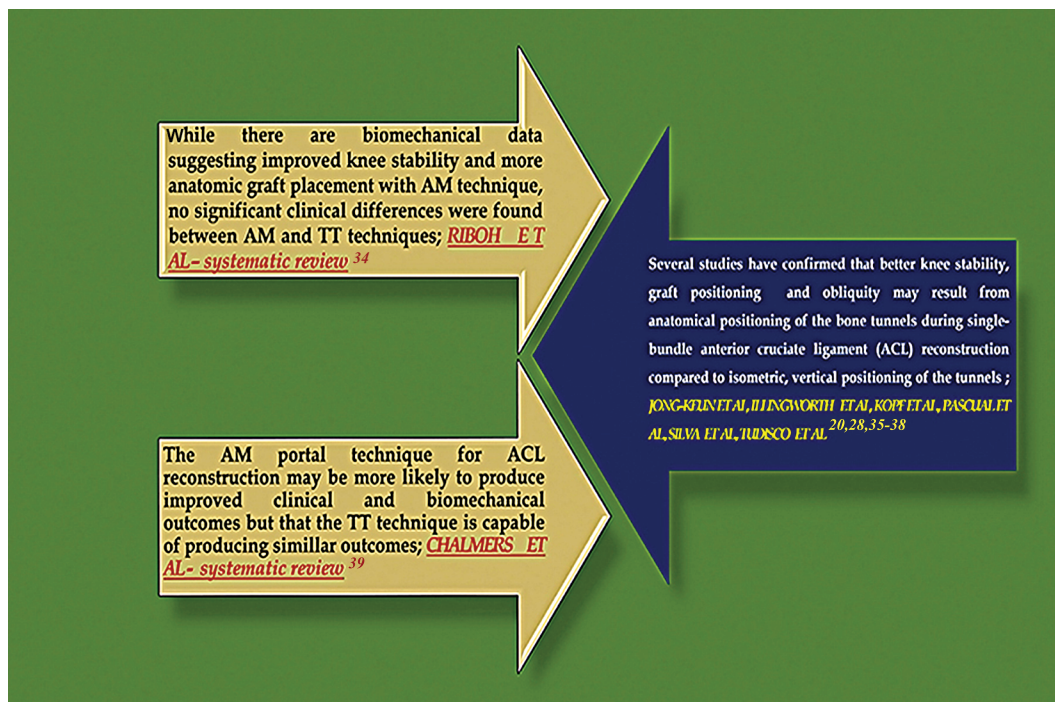 While there are biomechanical data
suggesting improved knee stability and more
anatomic graft placement with AM technique,
no significant clinical differences were found
between AM and TT techniques; RIBOH ET
AL– systematic review 34
The AM portal technique for ACL
reconstruction may be more likely to produce
improved clinical and biomechanical
outcomes but that the TT technique is capable
of producing simillar outcomes; CHALMERS ET
AL- systematic review 39
Several studies have confirmed that better knee stability,
graft positioning and obliquity may result from
anatomical positioning of the bone tunnels during single-
bundle anterior cruciate ligament (ACL) reconstruction
compared to isometric, vertical positioning of the tunnels ;
JONG-KEUN ET AL, ILLINGWORTH ET AL, KOPF ET AL, PASCUAL ET
AL, SILVA ET AL, TUDISCO ET AL 20,28,35-38